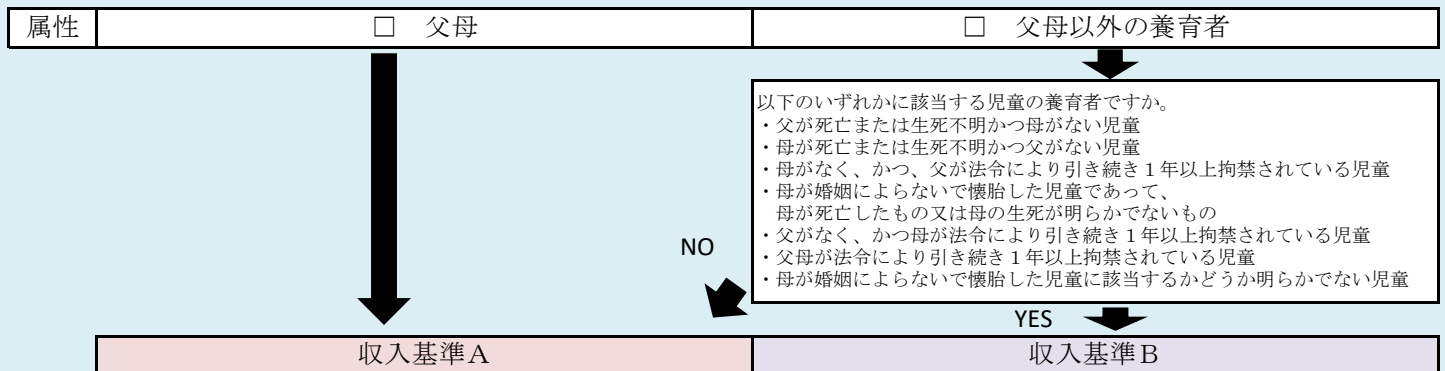 属性
□ 父母
□ 父母以外の養育者
以下のいずれかに該当する児童の養育者ですか。
・父が死亡または生死不明かつ母がない児童
・母が死亡または生死不明かつ父がない児童
・母がなく、かつ、父が法令により引き続き１年以上拘禁されている児童
・母が婚姻によらないで懐胎した児童であって、
母が死亡したもの又は母の生死が明らかでないもの
・父がなく、かつ母が法令により引き続き１年以上拘禁されている児童
・父母が法令により引き続き１年以上拘禁されている児童
・母が婚姻によらないで懐胎した児童に該当するかどうか明らかでない児童
NO
YES
収入基準Ａ
収入基準Ｂ